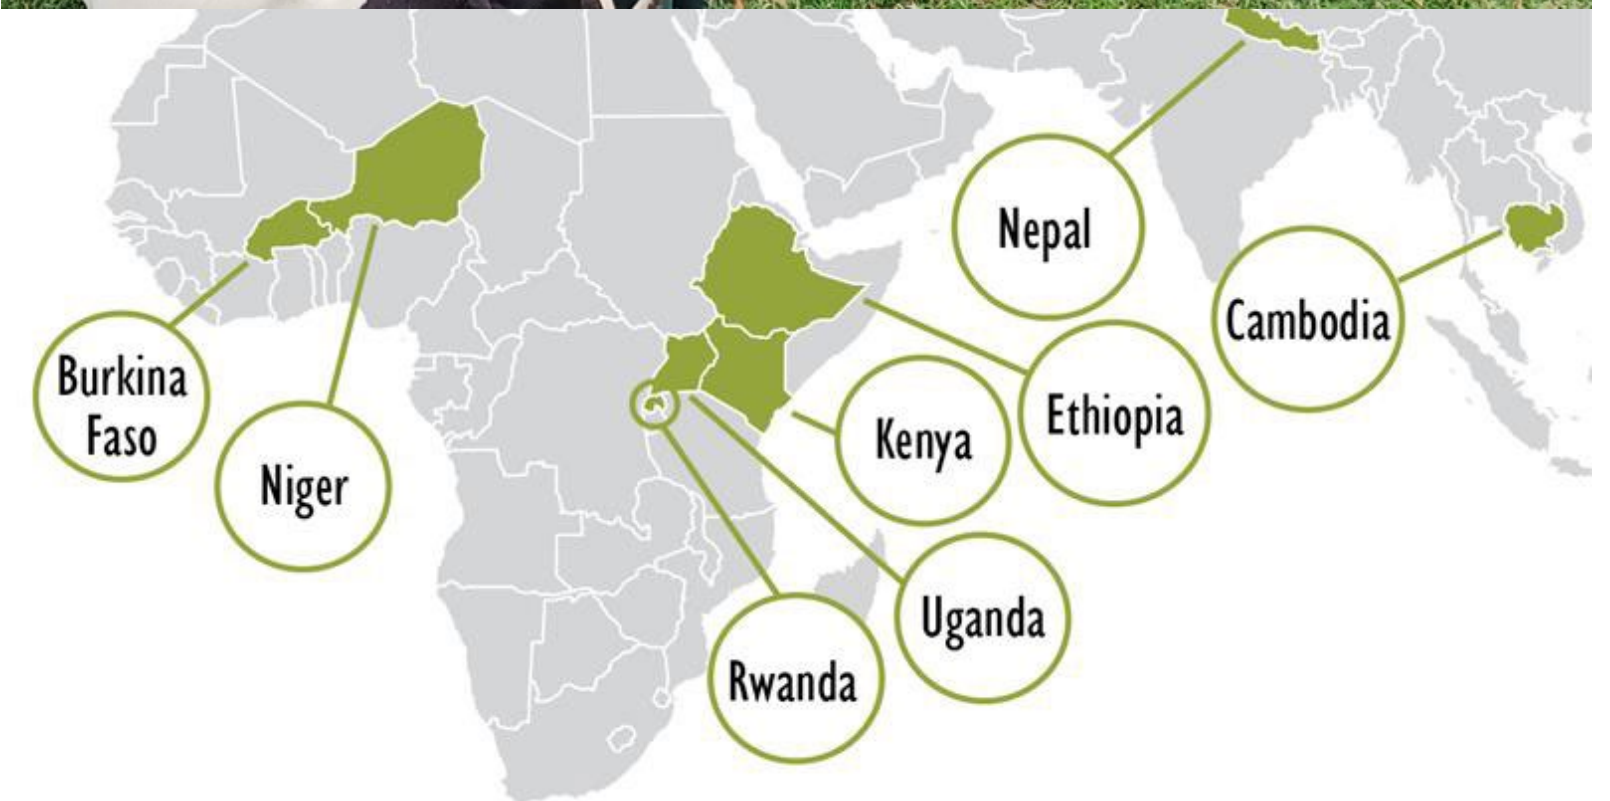 Nepal
Cambodia
Burkina
Faso
Niger
Kenya
Ethiopia
Uganda
Rwanda